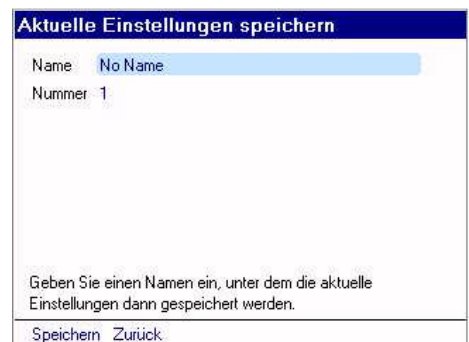 Aktuelle Einstellungen speichern
Name No Name
Nummer 1
Geben Sie einen Namen ein, unter dem die aktuelle
Einstellungen dann gespeichert werden.
Speichern Zurück